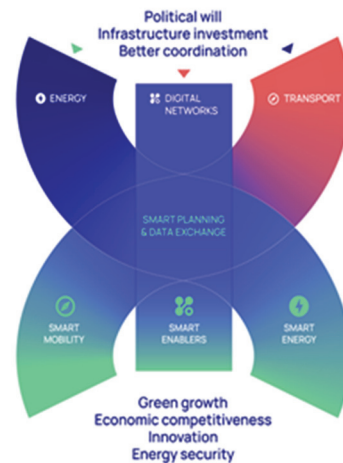 Political will
Infrastructure investment
Better coordination
ENERGY
DIGITAL
NETWORKS
TRANSPORT
SMART PLANNING
& DATA EXCHANGE
SMART
MOBILITY
SMART
ENABLERS
SMART
ENERGY
Green growth
Economic competitiveness
Innovation
Energy security